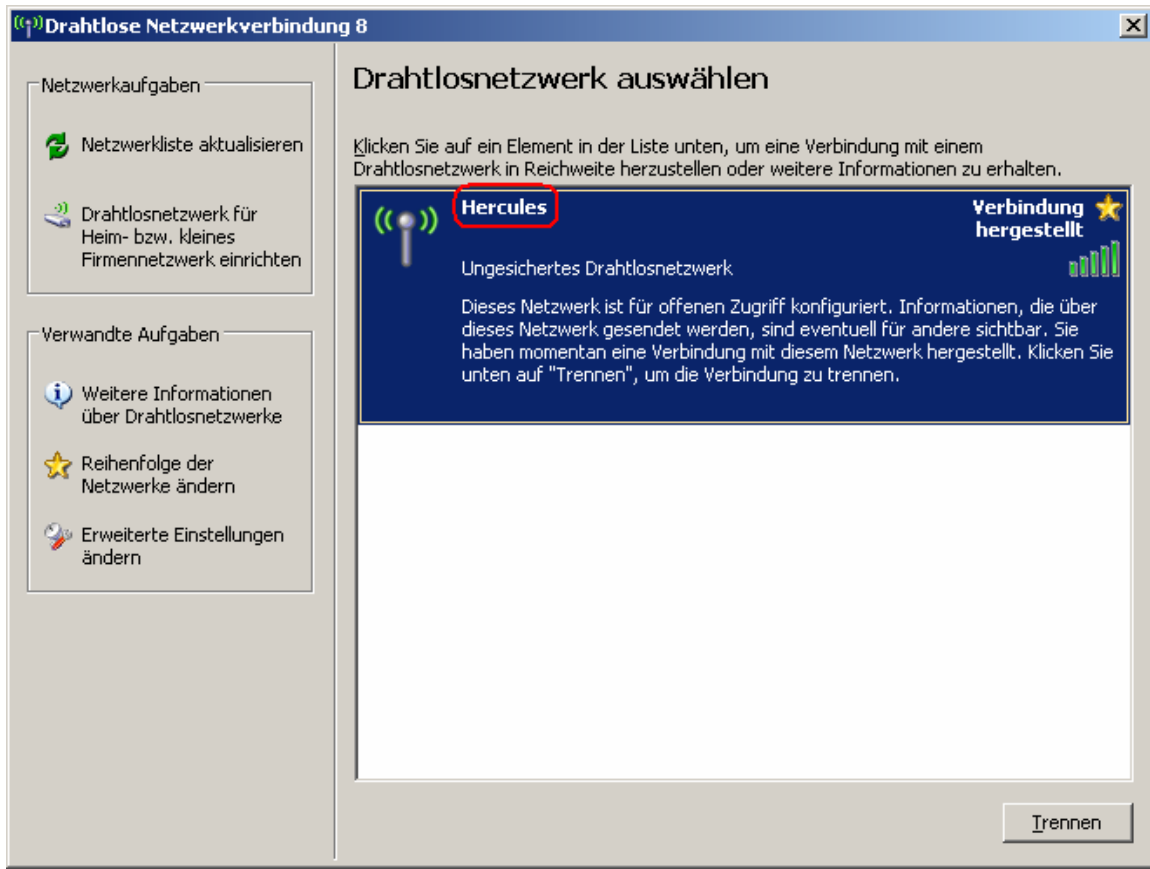 Drahtlose Netzwerkverbindung 8
Netzwerkaufgaben
Netzwerkliste aktualisieren
Drahtlosnetzwerk für
Heim- bzw. kleines
Firmennetzwerk einrichten
Verwandte Aufgaben
Weitere Informationen
über Drahtlosnetzwerke
Reihenfolge der
Netzwerke ändern
Erweiterte Einstellungen
ändern
Drahtlosnetzwerk auswählen
Klicken Sie auf ein Element in der Liste unten, um eine Verbindung mit einem
Drahtlosnetzwerk in Reichweite herzustellen oder weitere Informationen zu erhalten.
Hercules
Verbindung
hergestellt
Ungesichertes Drahtlosnetzwerk
Dieses Netzwerk ist für offenen Zugriff konfiguriert. Informationen, die über
dieses Netzwerk gesendet werden, sind eventuell für andere sichtbar. Sie
haben momentan eine Verbindung mit diesem Netzwerk hergestellt. Klicken Sie
unten auf "Trennen", um die Verbindung zu trennen.
Trennen